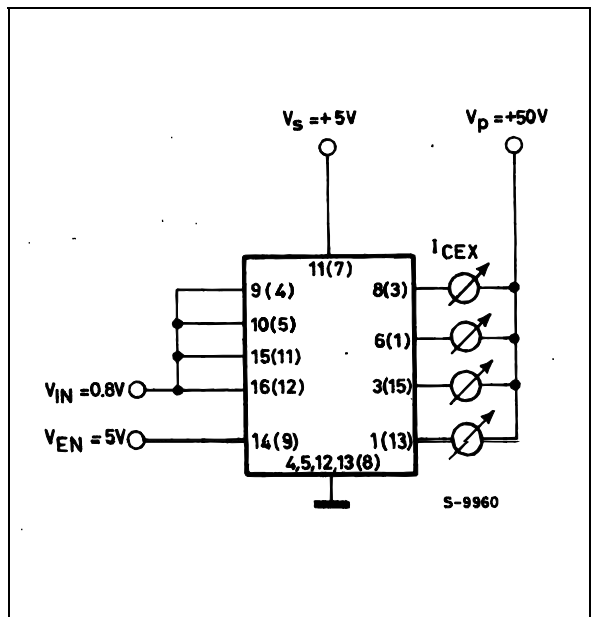 Vs=+5V
Vp=+50V
ICEX
11(7)
9(4)
8(3)
10(5)
6(1)
15(11)
3(15)
VIN=0.8V
16(12)
VEN=5V
14(9)
1(13)
4,5,12,13(8)
S-9960